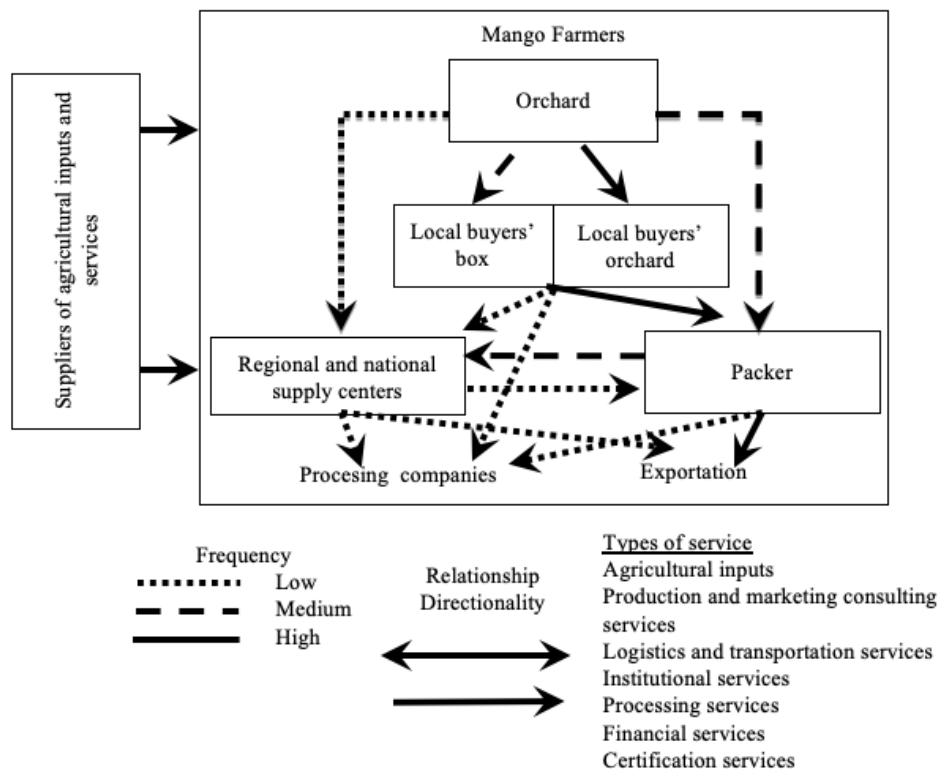 Mango Farmers
Suppliers of agricultural inputs and
services
Orchard
Local buyers’
box
Local buyers’
orchard
Regional and national
supply centers
Packer
Procesing companies
Exportation
Frequency
Low
Medium
High
Relationship
Directionality
Types of service
Agricultural inputs
Production and marketing consulting
services
Logistics and transportation services
Institutional services
Processing services
Financial services
Certification services